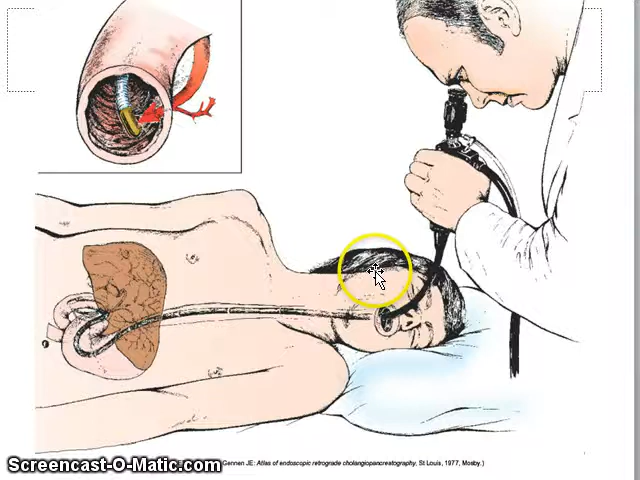 Gennen JE: Atlas of endoscopic retrograde cholangiopancreatography, St Louis, 1977, Mosby.)
Screencast-O-Matic.com